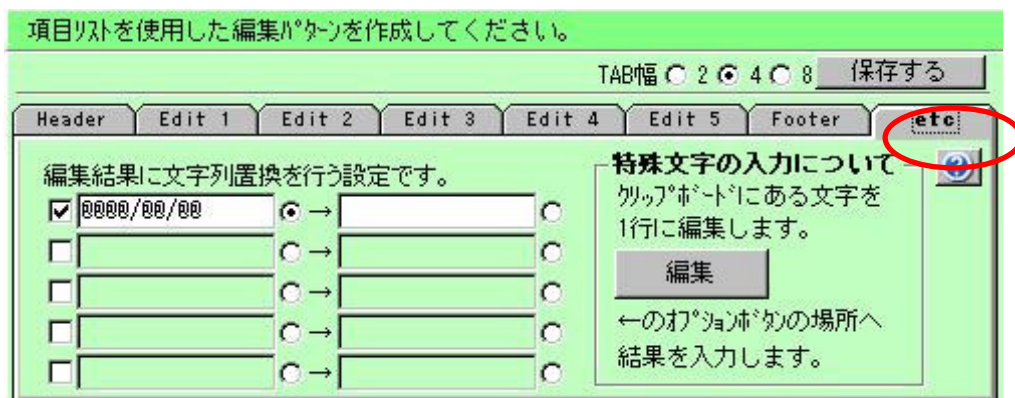 項目ﾘｽﾄを使用した編集ﾊﾟﾀｰﾝを作成してください。
TAB幅 2 4 8 保存する
Header Edit 1 Edit 2 Edit 3 Edit 4 Edit 5 Footer etc
編集結果に文字列置換を行う設定です。
0000/00/00 →
→
→
→
→
特殊文字の入力について
ｸﾘｯﾌﾟﾎﾞｰﾄﾞにある文字を
1行に編集します。
編集
←のｵﾌﾟｼｮﾝﾎﾞﾀﾝの場所へ
結果を入力します。